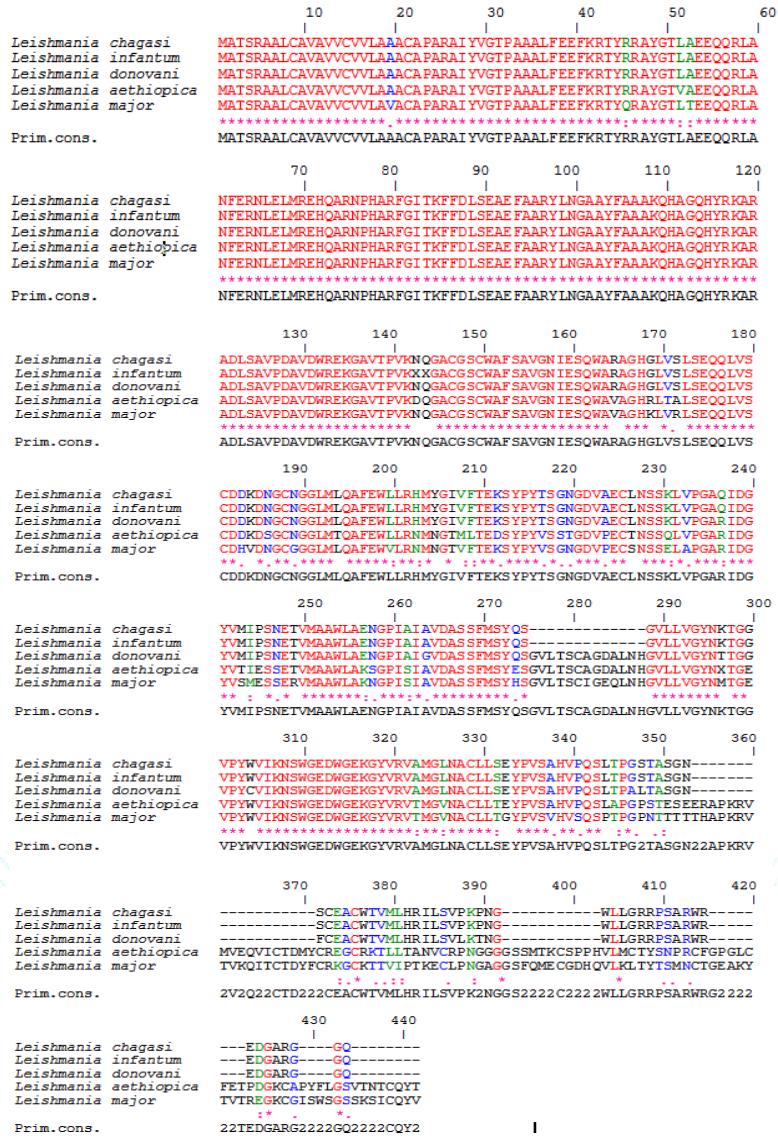 10 20 30 40 50 60
Leishmania chagasi MATSRAALCAVAVVCVVLAAACAPARAIYVGTPAAALFEEFKRTYRRAYGTLAEEQQRLA
Leishmania infantum MATSRAALCAVAVVCVVLAAACAPARAIYVGTPAAALFEEFKRTYRRAYGTLAEEQQRLA
Leishmania donovani MATSRAALCAVAVVCVVLAAACAPARAIYVGTPAAALFEEFKRTYRRAYGTLAEEQQRLA
Leishmania aethiopica MATSRAALCAVAVVCVVLAAACAPARAIYVGTPAAALFEEFKRTYRRAYGTVAEEQQRLA
Leishmania major MATSRAALCAVAVVCVVLAVACAPARAIYVGTPAAALFEEFKRTYQRAYGTLTEEQQRLA
*******************.*************************:*****::********
Prim.cons. MATSRAALCAVAVVCVVLAAACAPARAIYVGTPAAALFEEFKRTYRRAYGTLAEEQQRLA
70 80 90 100 110 120
Leishmania chagasi NFERNLELMREHQARNPHARFGITKFFDLSEAEFAARYLNGAAYFAAAKQHAGQHYRKAR
Leishmania infantum NFERNLELMREHQARNPHARFGITKFFDLSEAEFAARYLNGAAYFAAAKQHAGQHYRKAR
Leishmania donovani NFERNLELMREHQARNPHARFGITKFFDLSEAEFAARYLNGAAYFAAAKQHAGQHYRKAR
Leishmania aethiopica NFERNLELMREHQARNPHARFGITKFFDLSEAEFAARYLNGAAYFAAAKQHAGQHYRKAR
Leishmania major NFERNLELMREHQARNPHARFGITKFFDLSEAEFAARYLNGAAYFAAAKQHAGQHYRKAR
************************************************************
Prim.cons. NFERNLELMREHQARNPHARFGITKFFDLSEAEFAARYLNGAAYFAAAKQHAGQHYRKAR
130 140 150 160 170 180
Leishmania chagasi ADLSAVPDAVDWREKGAVTPVKNQGACGSCWAFSAVGNIESQWARAGHGLVSLSEQQLVS
Leishmania infantum ADLSAVPDAVDWREKGAVTPVKXXGACGSCWAFSAVGNIESQWARAGHGLVSLSEQQLVS
Leishmania donovani ADLSAVPDAVDWREKGAVTPVKNQGACGSCWAFSAVGNIESQWARAGHGLVSLSEQQLVS
Leishmania aethiopica ADLSAVPDAVDWREKGAVTPVKDQGACGSCWAFSAVGNIESQWAVAGHRLTALSEQQLVS
Leishmania major ADLSAVPDAVDWREKGAVTPVKNQGACGSCWAFSAVGNIESQWAVAGHKLVRLSEQQLVS
********************** ******************** *** *:. ********
Prim.cons. ADLSAVPDAVDWREKGAVTPVKNQGACGSCWAFSAVGNIESQWARAGHGLVSLSEQQLVS
190 200 210 220 230 240
Leishmania chagasi CDDKDNGCNGGLMLQAFEWLLRHMYGIVFTEKSYPYTSGNGDVAECLNSSKLVPGAQIDG
Leishmania infantum CDDKDNGCNGGLMLQAFEWLLRHMYGIVFTEKSYPYTSGNGDVAECLNSSKLVPGAQIDG
Leishmania donovani CDDKDNGCNGGLMLQAFEWLLRHMYGIVFTEKSYPYTSGNGDVAECLNSSKLVPGAQIDG
Leishmania aethiopica CDDKDSGCNGGLMTQAFEWLLRNMNGTMLTEDSYPYVSSTGDVPECTNSSQLVPGARIDG
Leishmania major CDHVDNGCGGGLMLQAFEWVLRNMNGTVFTEKSYPYVSGNGDVPECSNSSELAPGARIDG
Prim.cons. CDDKDNGCNGGLMLQAFEWLLRHMYGIVFTEKSYPYTSGNGDVAECLNSSKLVPGARIDG
250 260 270 280 290 300
Leishmania chagasi YVMIPSNETVMAAWLAENGPIAIAVDASSFMSYQS-------------GVLLVGYNKTGG
Leishmania infantum YVMIPSNETVMAAWLAENGPIAIAVDASSFMSYQS-------------GVLLVGYNKTGG
Leishmania donovani YVMIPSNETVMAAWLAENGPIAIGVDASSFMSYQSGVLTSCAGDALNHGVLLVGYNTTGG
Leishmania aethiopica YVTIESSETVMAAWLAKSGPISIAVDASSFMSYHSGVLTSCAGDALNHGVLLVGYNXTGE
Leishmania major YVSMESSERVMAAWLAKNGPISIAVDASSFMSYESGVLTSCIGEQLNHGVLLVGYNMTGE
Prim.cons. YVMIPSNETVMAAWLAENGPIAIAVDASSFMSYQSGVLTSCAGDALNHGVLLVGYNKTGG
310 320 330 340 350 360
Leishmania chagasi VPYWVIKNSWGEDWGEKGYVRVAMGLNACLLSEYPVSAHVPQSLTPGSTASGN-------
Leishmania infantum VPYWVIKNSWGEDWGEKGYVRVAMGLNACLLSEYPVSAHVPQSLTPGSTASGN-------
Leishmania donovani VPYCVIKNSWGEDWGEKGYVRVAMGLNACLLSEYPVSAHVPQSLTPALTASGN-------
Leishmania aethiopica VPYWVIKNSWGEDWGEKGYVRVTMGVNACLLTEYPVSAHVPQSLAPGPSTESEERAPKRV
Leishmania major VPYWVIKNSWGEDWGEKGYVRVTMGVNACLLTGYPVSVHVSQSPTPGPNTTTTTHAPKRV
Prim.cons. VPYWVIKNSWGEDWGEKGYVRVAMGLNACLLSEYPVSAHVPQSLTPG2TASGN22APKRV
370 380 390 400 410 420
Leishmania chagasi -----------SCEACWTVMLHRILSVPKPNG-----------WLLGRRPSARWR-----
Leishmania infantum -----------SCEACWTVMLHRILSVPKPNG-----------WLLGRRPSARWR-----
Leishmania donovani -----------FCEACWTVMLHRILSVLKTNG-----------WLLGRRPSARWR-----
Leishmania aethiopica MVEQVICTDMYCREGCRKTLLTANVCRPNGGGGSSMTKCSPPHVLMCTYSNPRCFGPGLC
Leishmania major TVKQITCTDYFCRKGCKTTVIPTKECLPNGAGGSFQMECGDHQVLKLTYTSMNCTGEAKY
Prim.cons. 2V2Q22CTD222CEACWTVMLHRILSVPK2NGGS2222C2222WLLGRRPSARWRG2222
430 440
Leishmania chagasi ---EDGARG----GQ------
Leishmania infantum ---EDGARG----GQ------
Leishmania donovani ---EDGARG----GQ------
Leishmania aethiopica FETPDGKCAPYFLGSVTNTCQYT
Leishmania major TVTREGKCGISWSGSSKSICQYV
Prim.cons. 22TEDGARG2222GQ2222CQY2